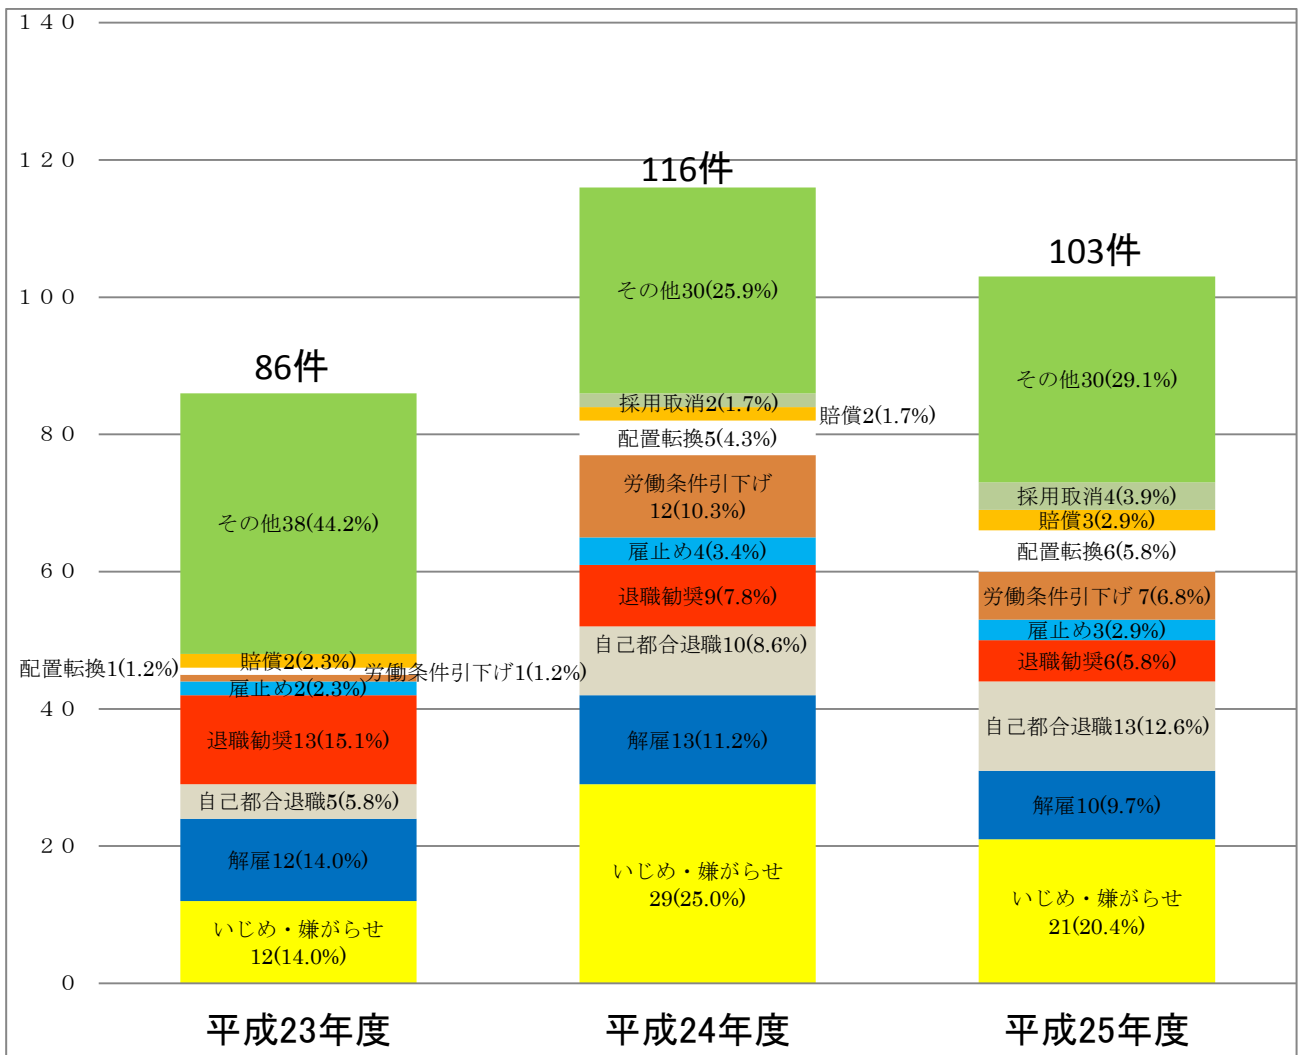 １４０
１２０
１００
８０
６０
４０
２０
０
86件
その他38(44.2%)
賠償2(2.3%)
配置転換1(1.2%)
労働条件引下げ1(1.2%)
雇止め2(2.3%)
退職勧奨13(15.1%)
自己都合退職5(5.8%)
解雇12(14.0%)
いじめ・嫌がらせ
12(14.0%)
平成23年度
116件
その他30(25.9%)
採用取消2(1.7%)
賠償2(1.7%)
配置転換5(4.3%)
労働条件引下げ
12(10.3%)
雇止め4(3.4%)
退職勧奨9(7.8%)
自己都合退職10(8.6%)
解雇13(11.2%)
いじめ・嫌がらせ
29(25.0%)
平成24年度
103件
その他30(29.1%)
採用取消4(3.9%)
賠償3(2.9%)
配置転換6(5.8%)
労働条件引下げ 7(6.8%)
雇止め3(2.9%)
退職勧奨6(5.8%)
自己都合退職13(12.6%)
解雇10(9.7%)
いじめ・嫌がらせ
21(20.4%)
平成25年度